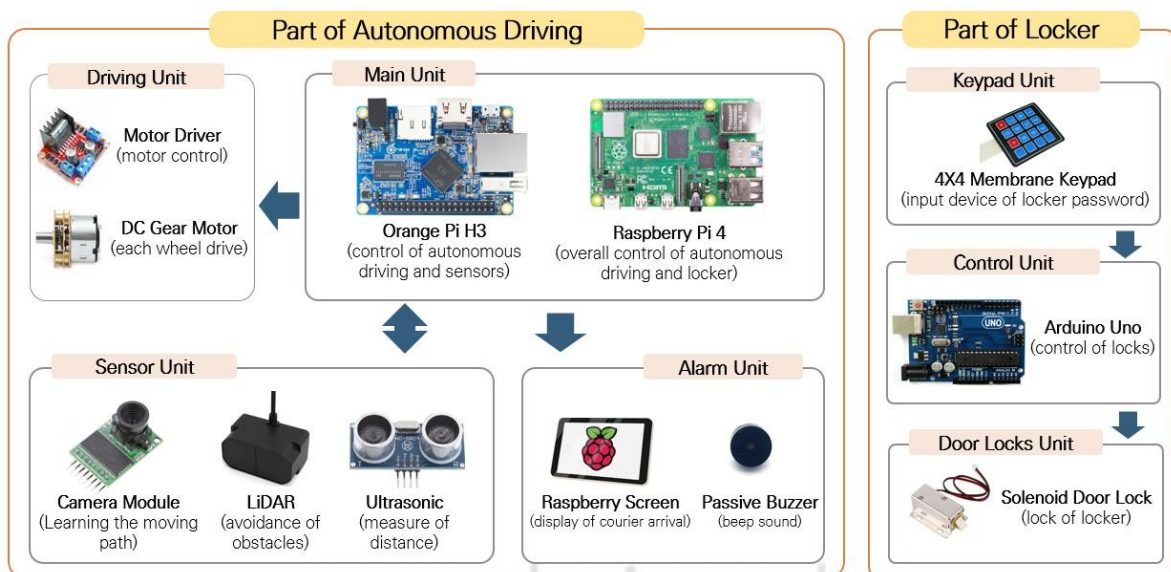 Part of Autonomous Driving
Driving Unit
Motor Driver
(motor control)
DC Gear Motor
(each wheel drive)
Main Unit
Orange Pi H3
(control of autonomous
driving and sensors)
Raspberry Pi 4
(overall control of autonomous
driving and locker)
HDMI
Sensor Unit
Camera Module
(Learning the moving
path)
LiDAR
(avoidance of
obstacles)
Ultrasonic
(measure of
distance)
Alarm Unit
Raspberry Screen
(display of courier arrival)
Passive Buzzer
(beep sound)
Part of Locker
Keypad Unit
4X4 Membrane Keypad
(input device of locker password)
Control Unit
UNO
Arduino Uno
(control of locks)
Door Locks Unit
Solenoid Door Lock
(lock of locker)